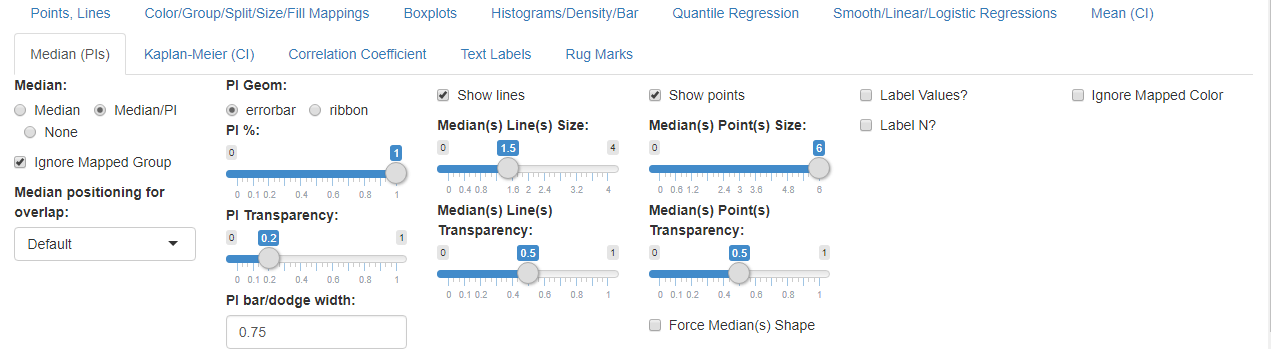 Points, Lines
Color/Group/Split/Size/Fill Mappings
Boxplots
Histograms/Density/Bar
Quantile Regression
Smooth/Linear/Logistic Regressions
Mean (CI)
Median (PIs)
Kaplan-Meier (CI)
Correlation Coefficient
Text Labels
Rug Marks
Median:
Median
Median/PI
None
Ignore Mapped Group
Median positioning for
overlap:
Default
PI Geom:
errorbar
ribbon
PI %:
0
1
0 0.1 0.2 0.4 0.6 0.8 1
PI Transparency:
0
0.2
1
0 0.1 0.2 0.4 0.6 0.8 1
PI bar/dodge width:
0.75
Show lines
Median(s) Line(s) Size:
0
1.5
4
0 0.4 0.8 1.6 2 2.4 3.2 4
Median(s) Line(s)
Transparency:
0
0.5
1
0 0.1 0.2 0.4 0.6 0.8 1
Show points
Median(s) Point(s) Size:
0
6
0 0.6 1.2 2.4 3 3.6 4.8 6
Median(s) Point(s)
Transparency:
0
0.5
1
0 0.1 0.2 0.4 0.6 0.8 1
Force Median(s) Shape
Label Values?
Label N?
Ignore Mapped Color